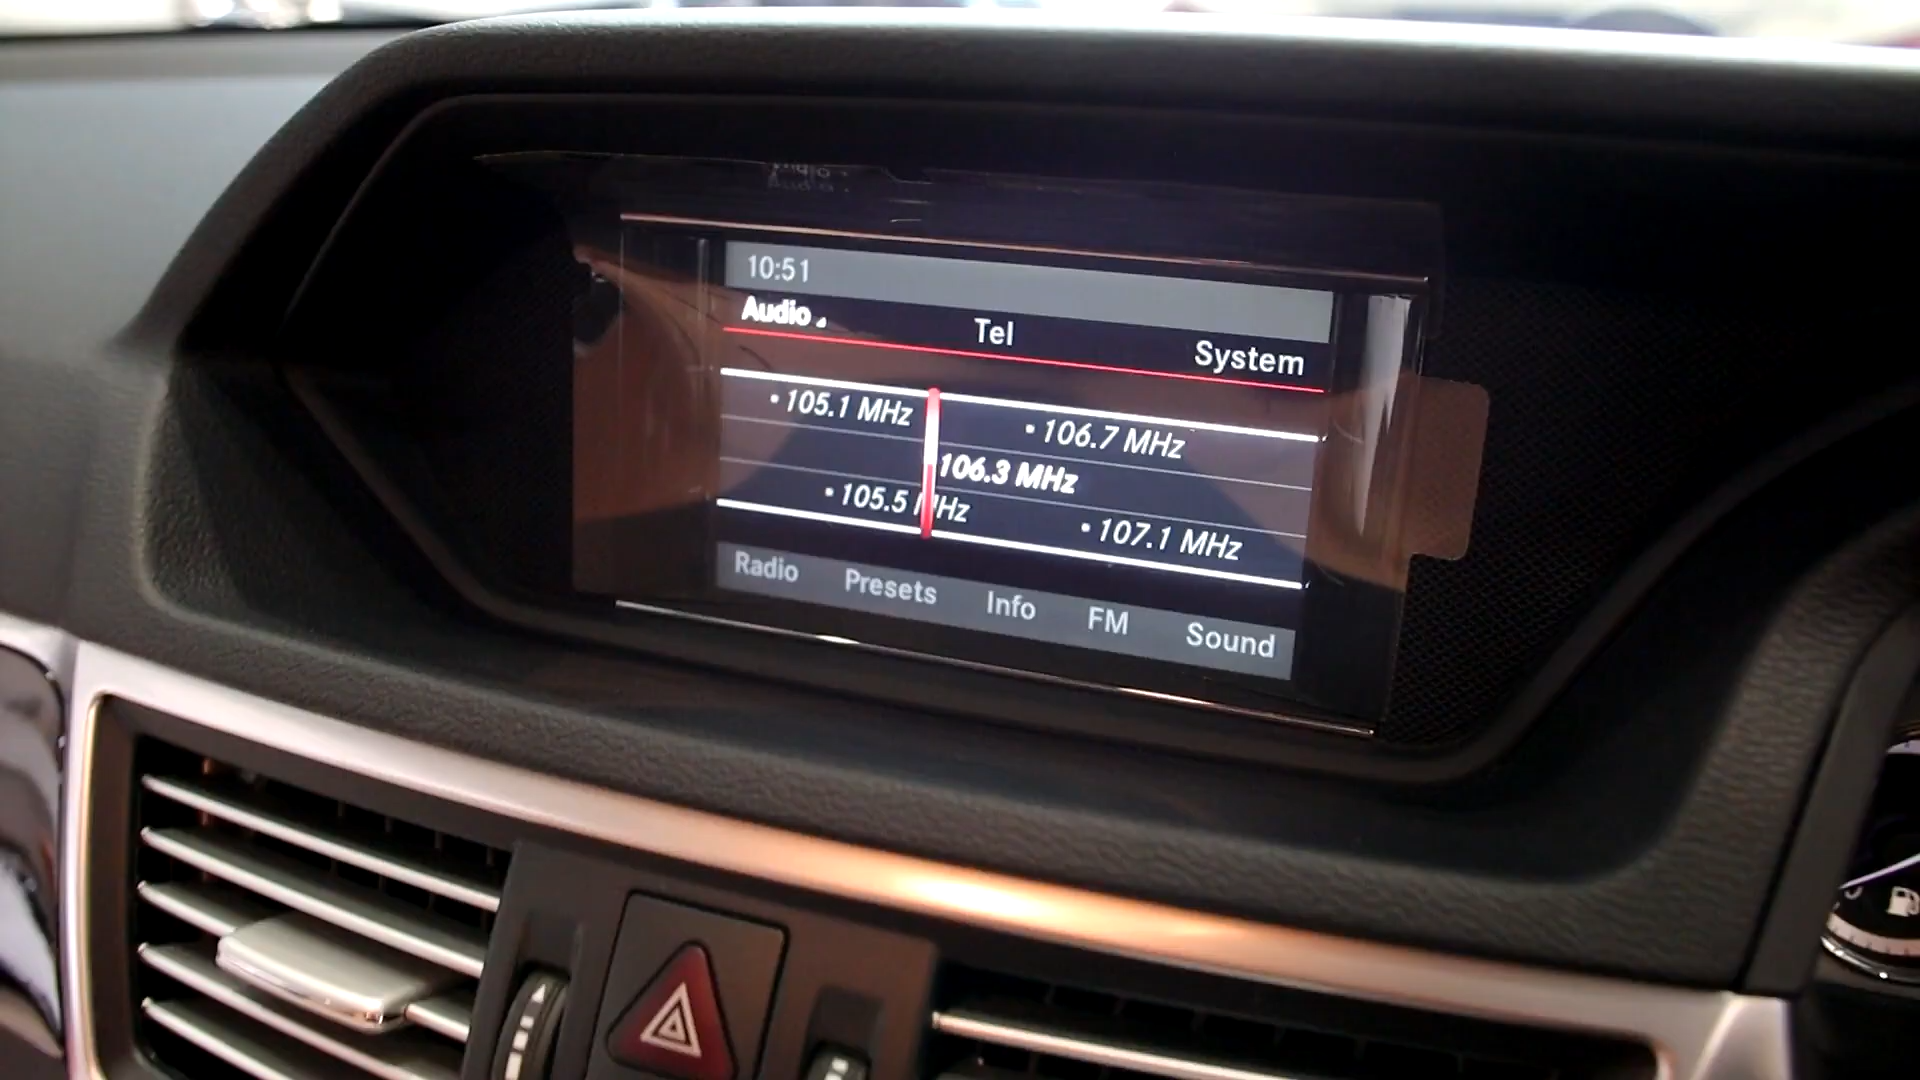 10:51
Audio Tel System
• 105.1 MHz
• 106.7 MHz
106.3 MHz
• 105.5 MHz
• 107.1 MHz
Radio Presets Info FM Sound